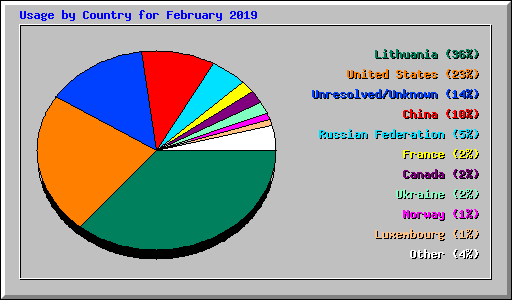 Usage by Country for February 2019
Lithuania (36%)
United States (23%)
Unresolved/Unknown (14%)
China (10%)
Russian Federation (5%)
France (2%)
Canada (2%)
Ukraine (2%)
Norway (1%)
Luxembourg (1%)
Other (4%)